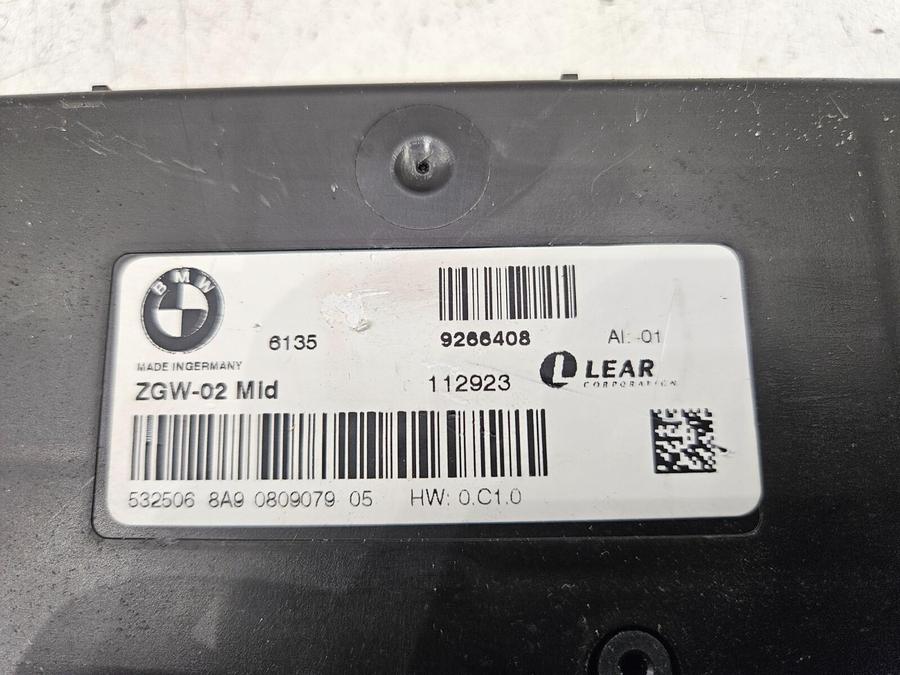 BMW
6135
9266408
AI: -01
MADE IN GERMANY
ZGW-02 Mid
112923
LEAR
CORPORATION
532506 8A9 0809079 05 HW: 0.C1.0